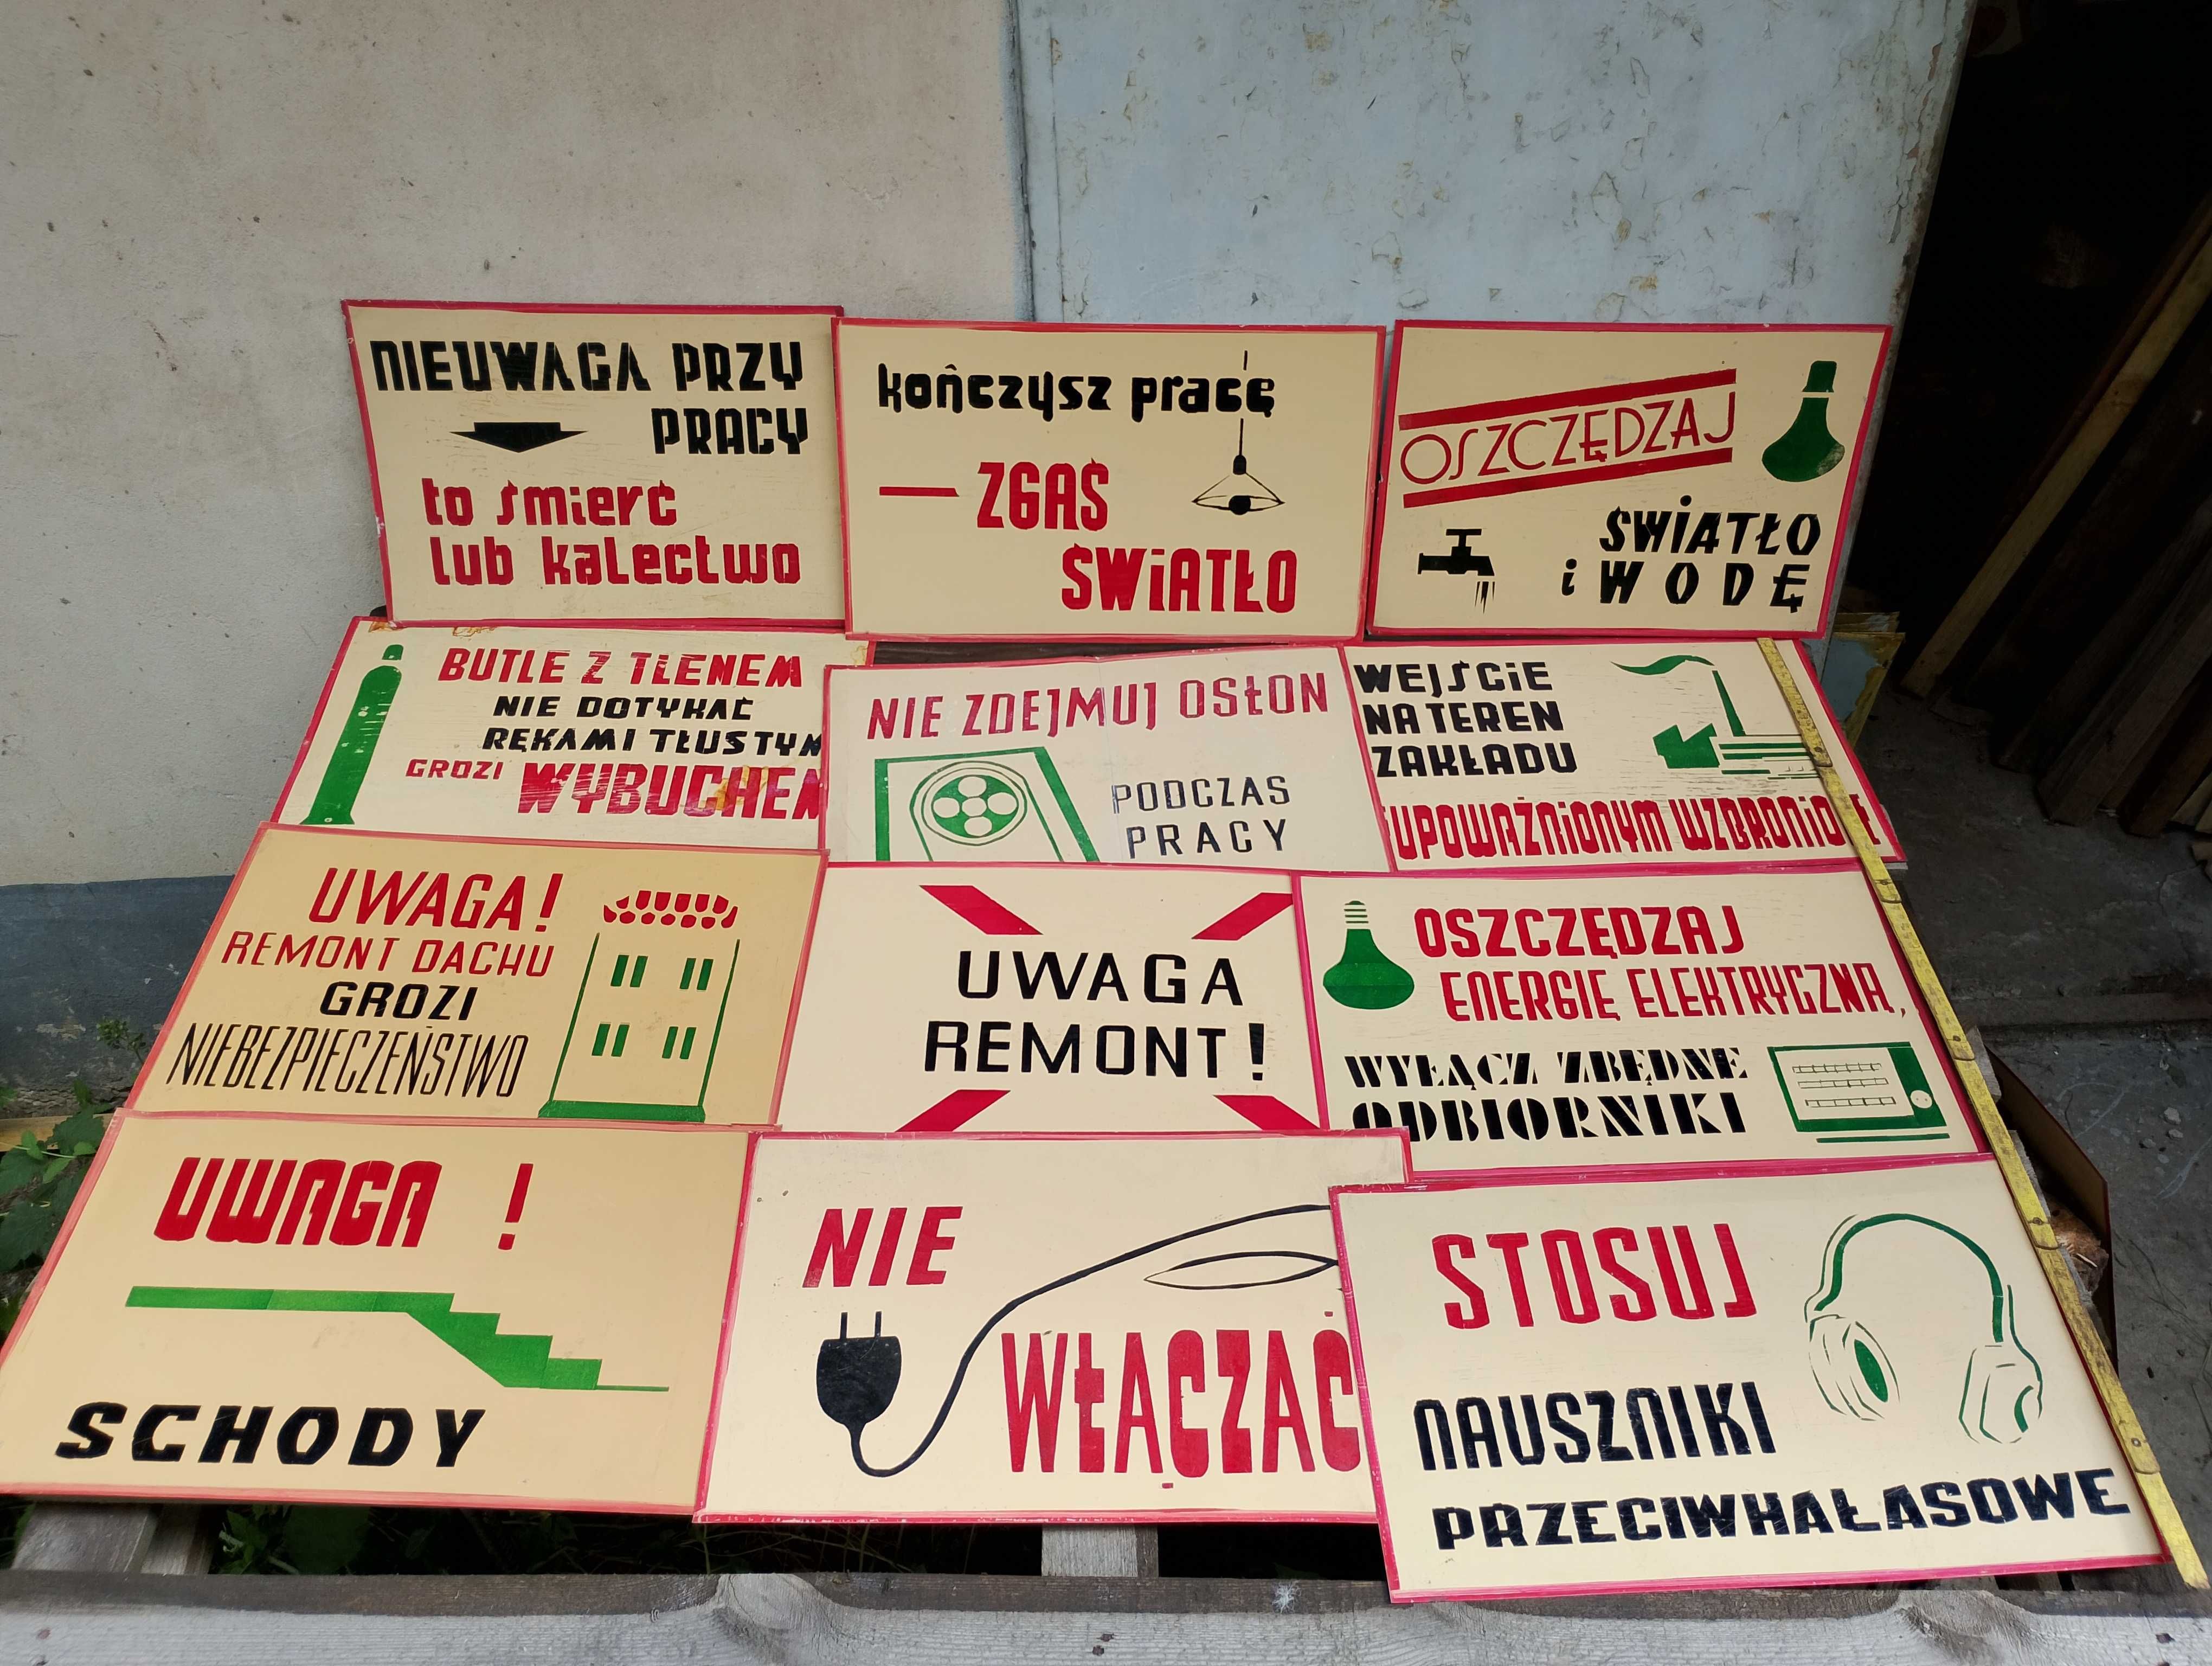 NIEUWAGA PRZY
PRACY
to śmierć
lub kalectwo
kończysz pracę
— ZGAŚ
ŚWIATŁO
OSZCZĘDZAJ
ŚWIATŁO
i WODĘ
BUTLE Z TLENEM
NIE DOTYKAĆ
RĘKAMI TŁUSTYM
GROZI WYBUCHEM
NIE ZDEJMUJ OSŁON
PODCZAS
PRACY
WEJŚCiE
NA TEREN
ZAKŁADU
EUPOWAŻNiONYM WZBRONiONE
UWAGA!
REMONT DACHU
GROZI
NIEBEZPIECZEŃSTWO
UWAGA
REMONT!
OSZCZĘDZAJ
ENERGIĘ ELEKTRYCZNĄ,
WYŁĄCZ ZBĘDNE
ODBIORNIKI
UWAGA !
SCHODY
NIE
WŁĄCZAĆ
STOSUJ
NAUSZNIKI
PRZECIWHAŁASOWE